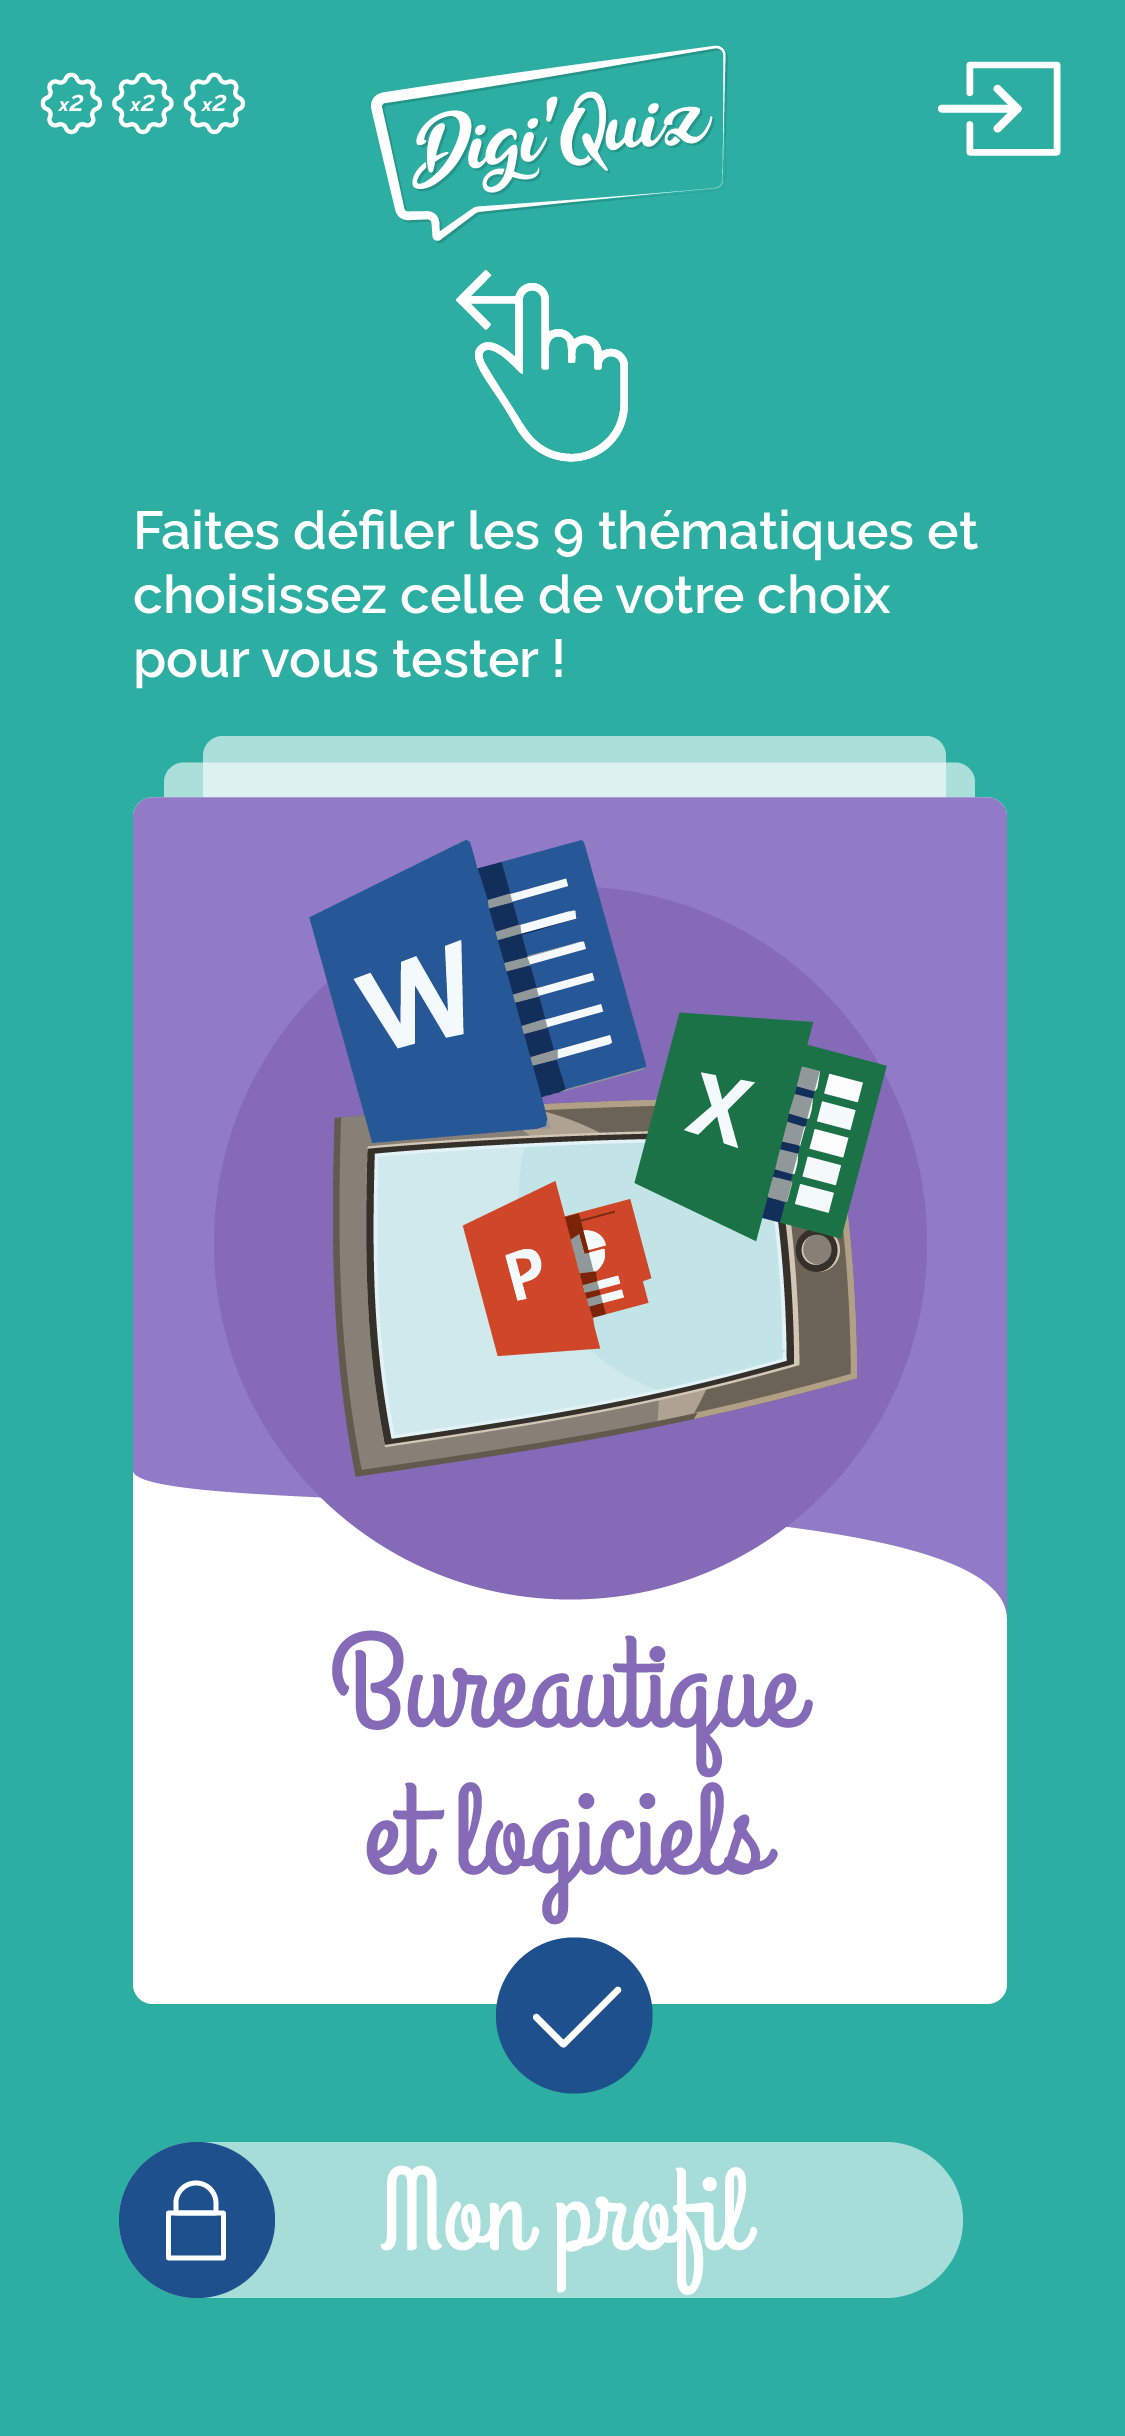 x2 x2 x2
Digi'Quiz
Faites défiler les 9 thématiques et
choisissez celle de votre choix
pour vous tester !
W
X
P
Bureautique
et logiciels
Mon profil